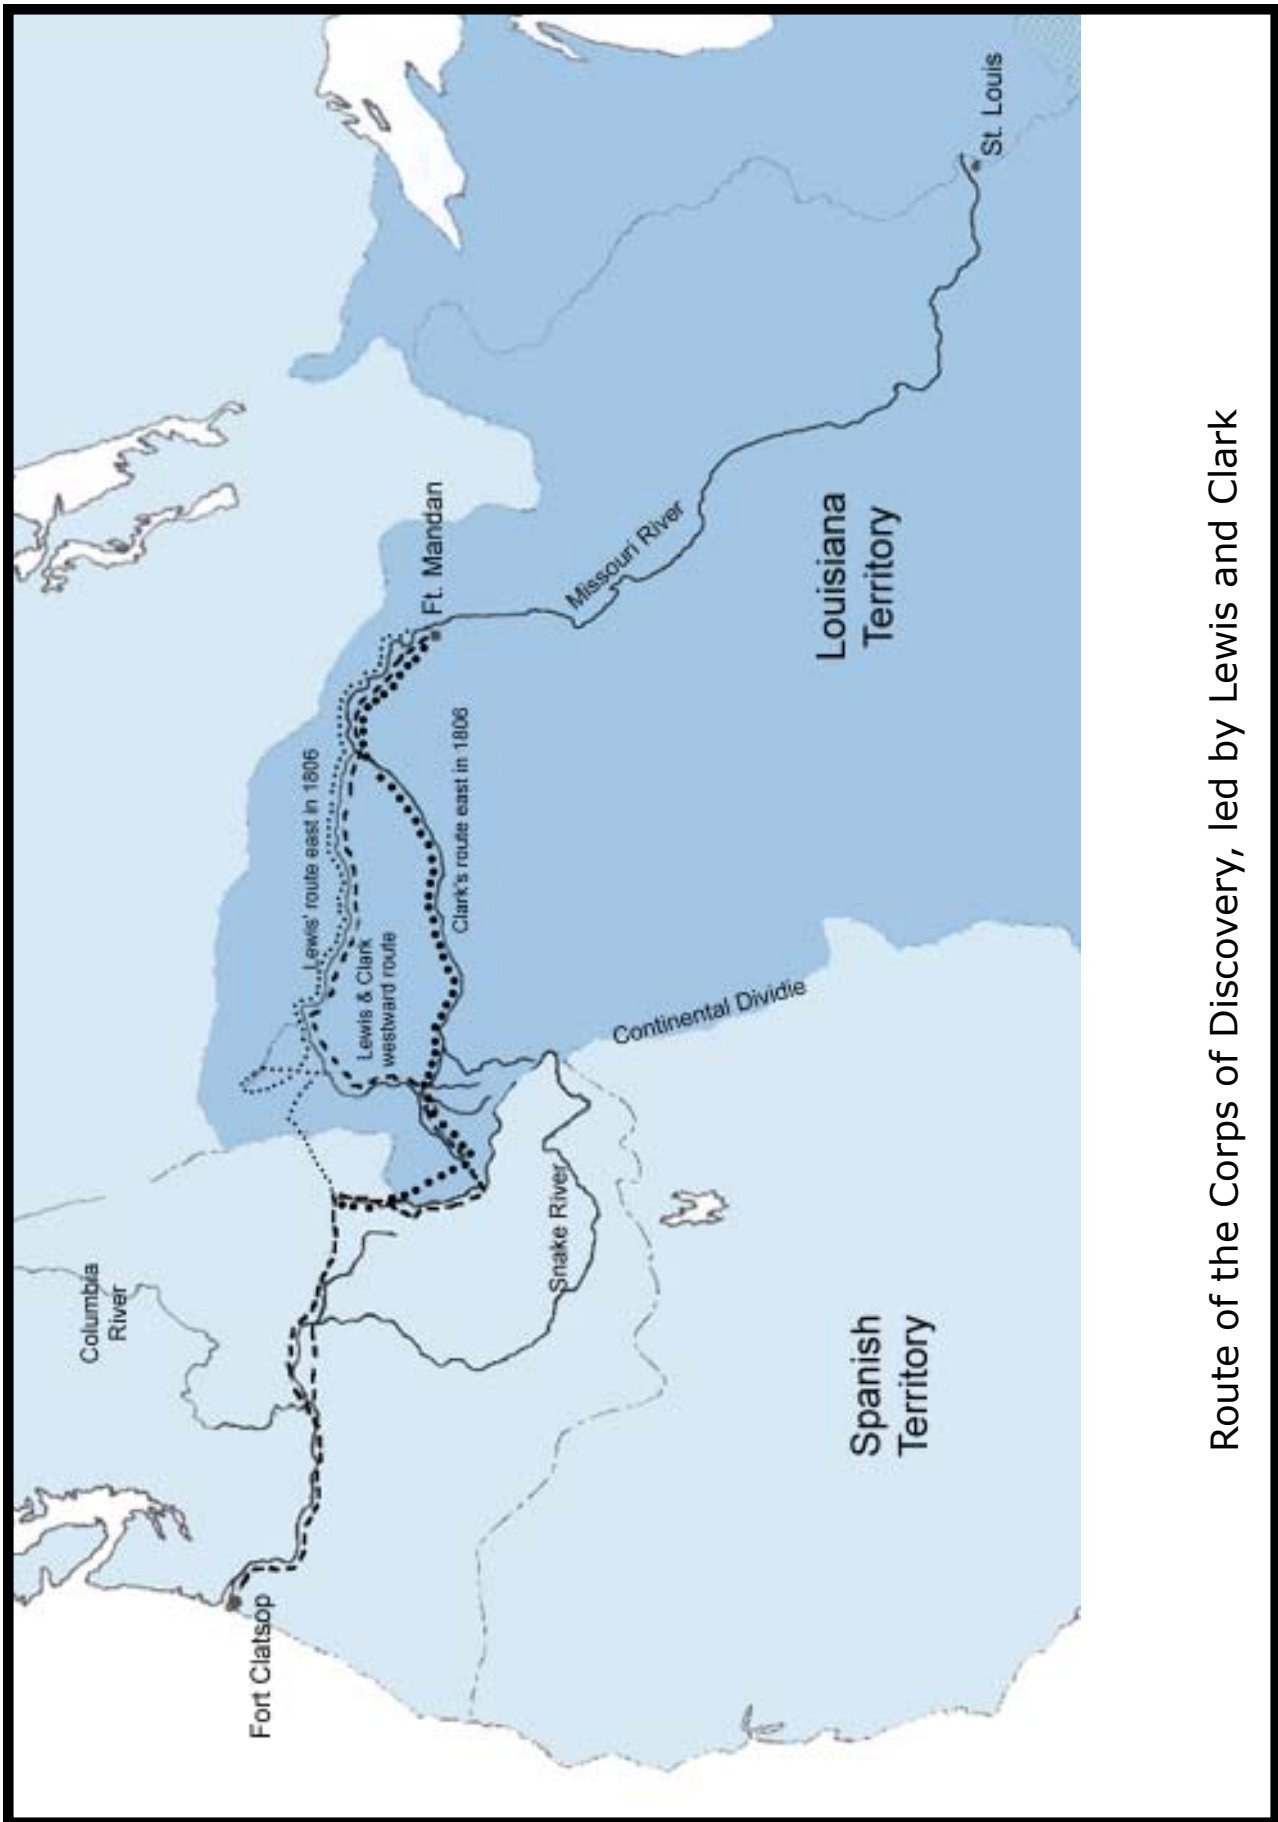 Fort Clatsop
Columbia
River
Snake River
Lewis' route east in 1806
Lewis & Clark
westward route
Clark's route east in 1806
Ft. Mandan
Missouri River
Continental Dividie
Louisiana
Territory
Spanish
Territory
St. Louis
Route of the Corps of Discovery, led by Lewis and Clark